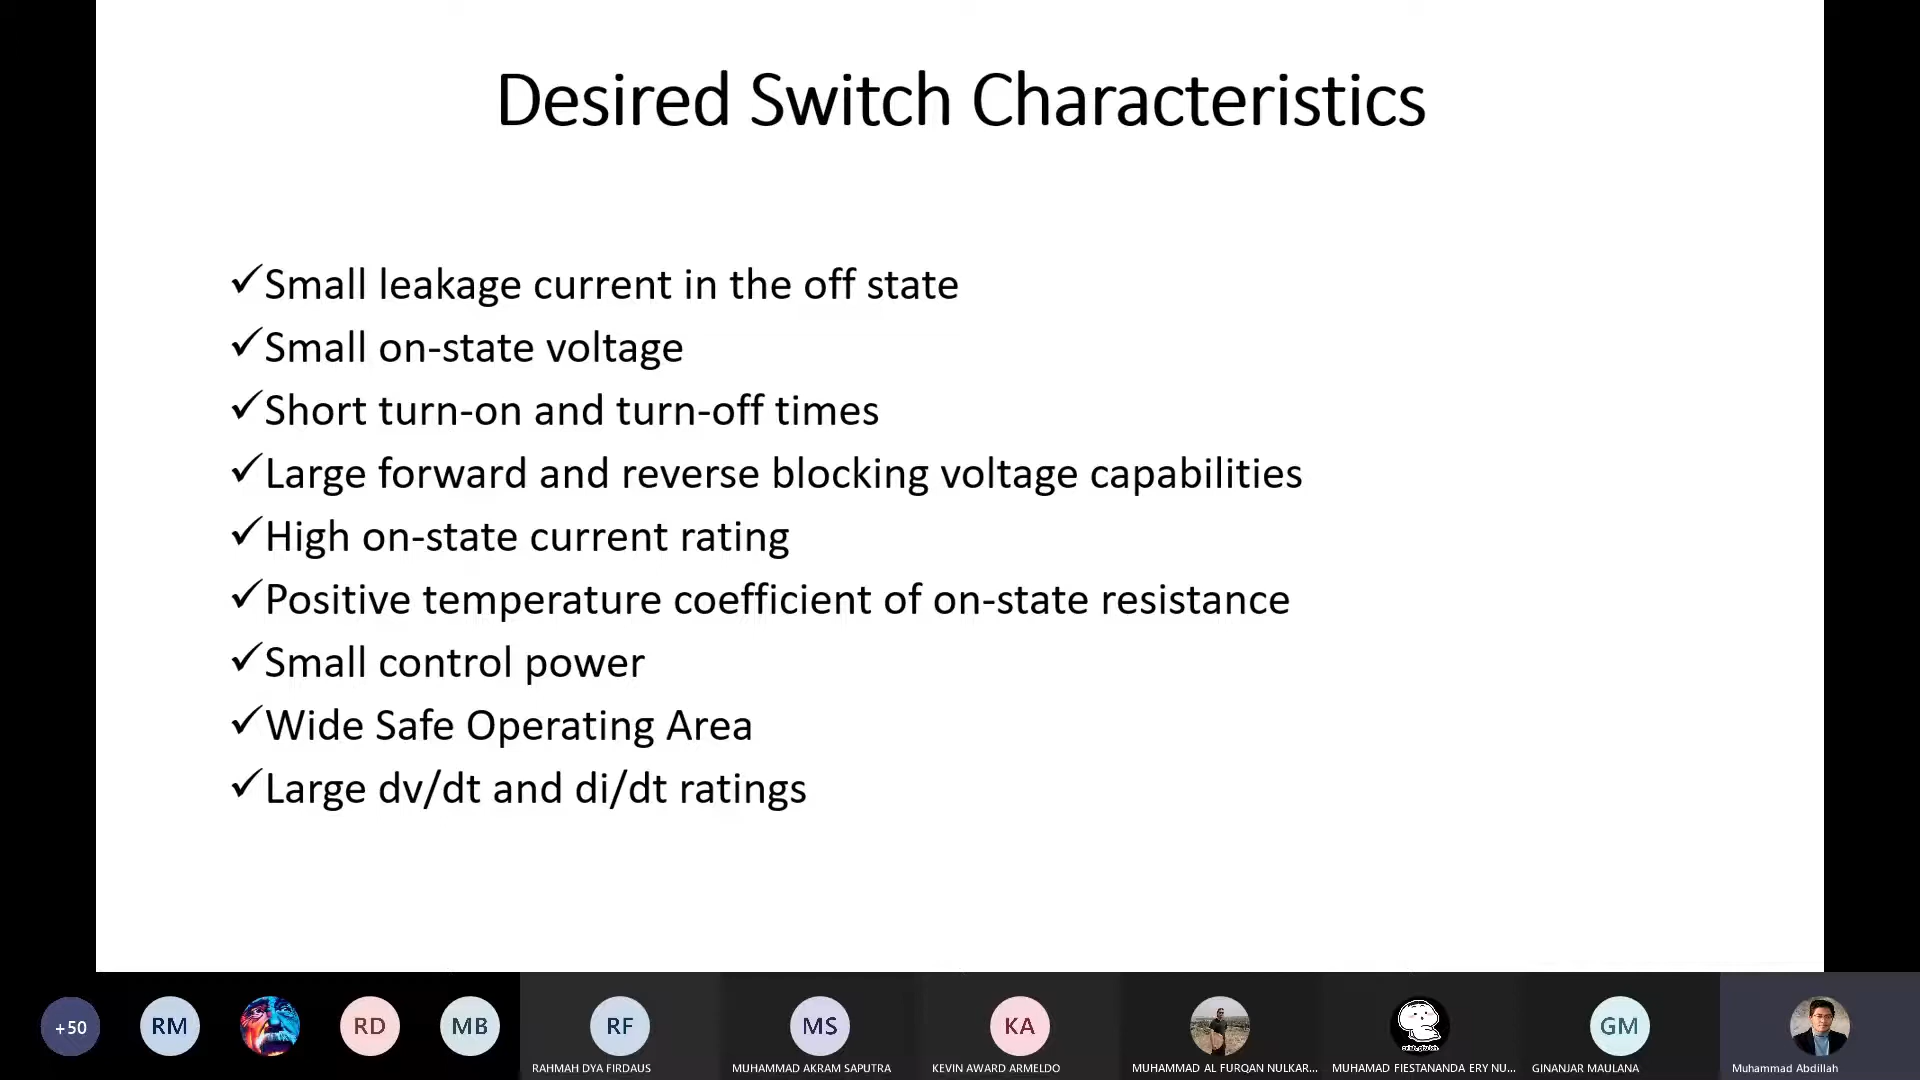 Desired Switch Characteristics
✓Small leakage current in the off state
✓Small on-state voltage
✓Short turn-on and turn-off times
✓Large forward and reverse blocking voltage capabilities
✓High on-state current rating
✓Positive temperature coefficient of on-state resistance
✓Small control power
✓Wide Safe Operating Area
✓Large dv/dt and di/dt ratings
+50 RM RD MB RF MS KA GM
RAHMAH DYA FIRDAUS MUHAMMAD AKRAM SAPUTRA KEVIN AWARD ARMELDO MUHAMMAD AL FURQAN NULKAR... MUHAMAD FIESTANANDA ERY NU... GINANJAR MAULANA Muhammad Abdillah